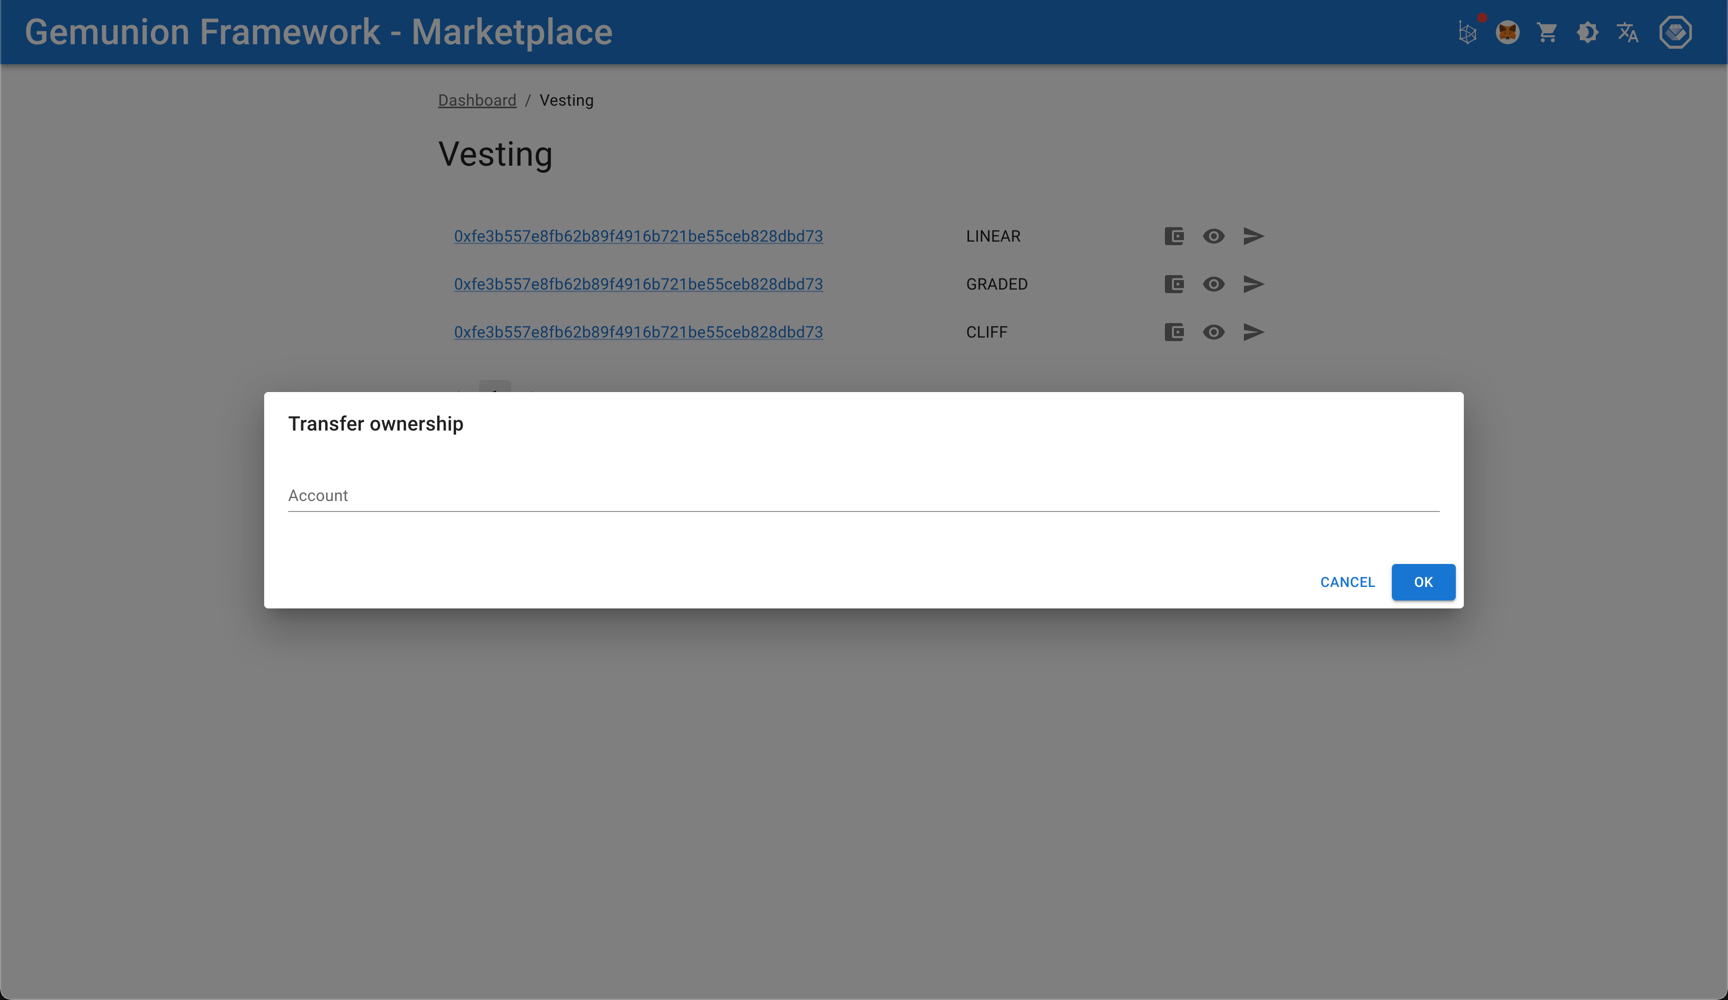 Gemunion Framework - Marketplace
Dashboard / Vesting
Vesting
0xfe3b557e8fb62b89f4916b721be55ceb828dbd73 LINEAR
0xfe3b557e8fb62b89f4916b721be55ceb828dbd73 GRADED
0xfe3b557e8fb62b89f4916b721be55ceb828dbd73 CLIFF
Transfer ownership
Account
CANCEL OK